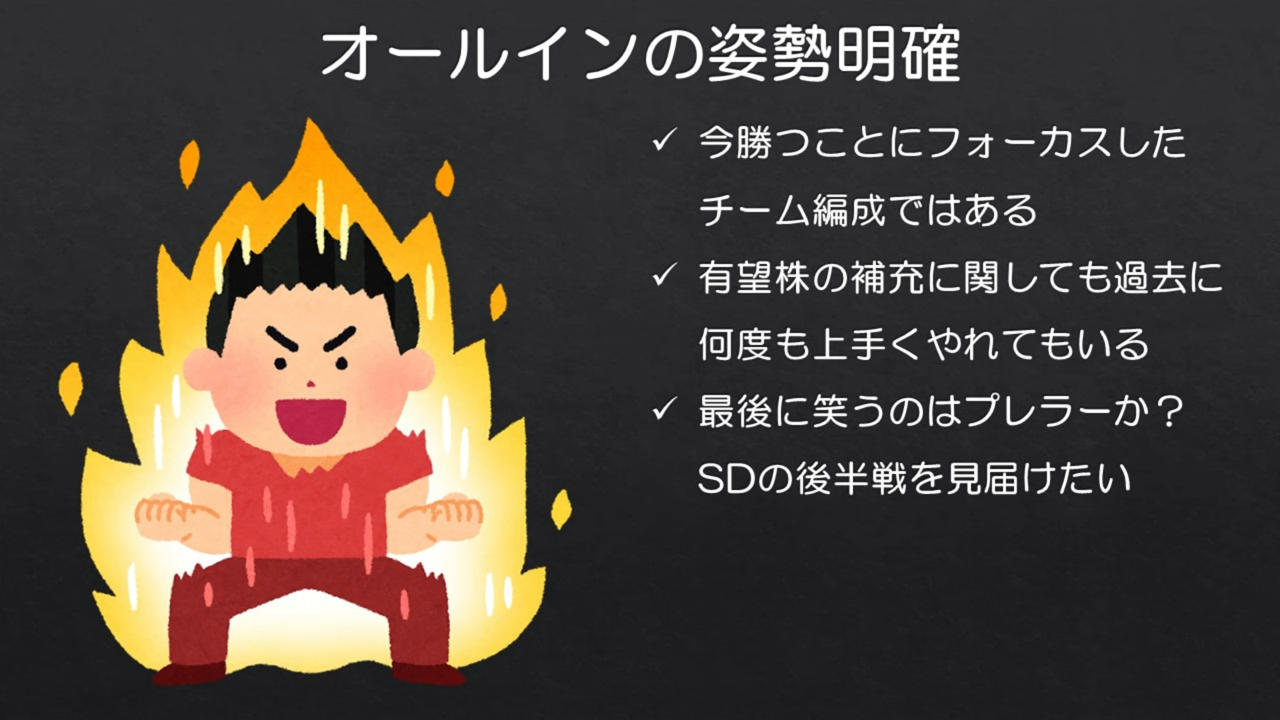 オールインの姿勢明確
✓ 今勝つことにフォーカスした
チーム編成ではある
✓ 有望株の補充に関しても過去に
何度も上手くやれてもいる
✓ 最後に笑うのはプレラーか？
SDの後半戦を見届けたい